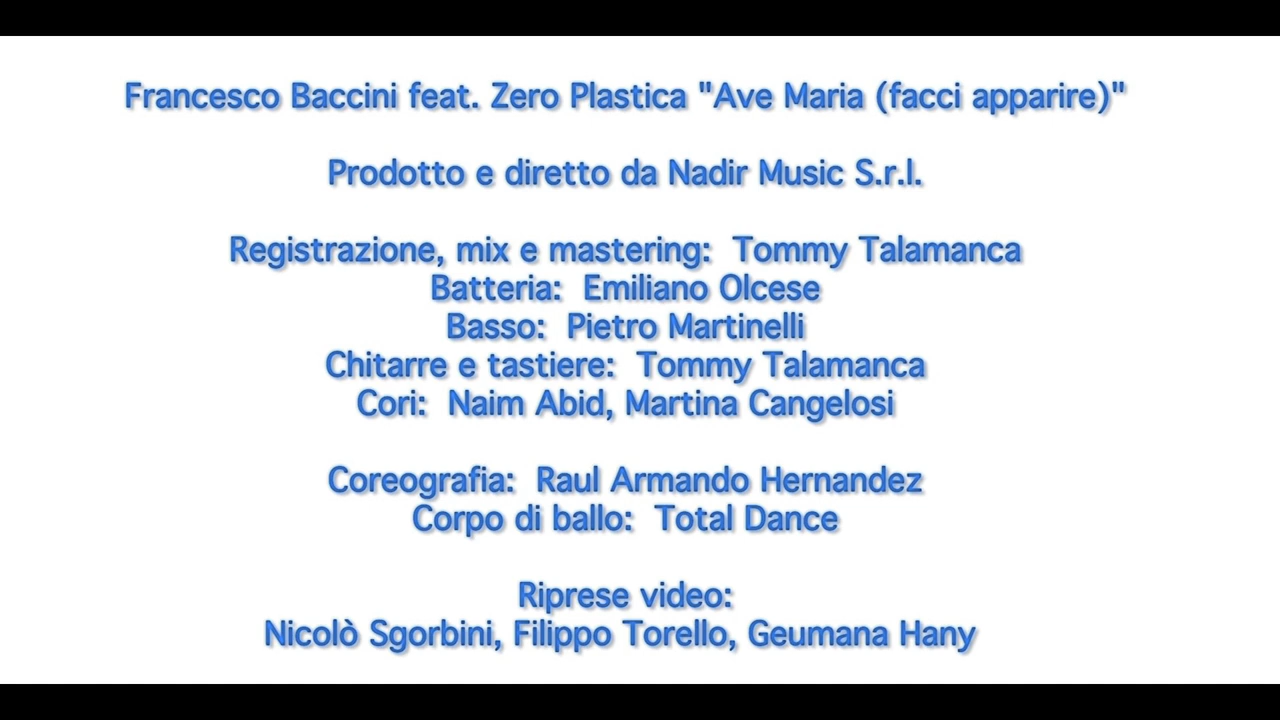 Francesco Baccini feat. Zero Plastica "Ave Maria (facci apparire)"
Prodotto e diretto da Nadir Music S.r.l.
Registrazione, mix e mastering: Tommy Talamanca
Batteria: Emiliano Olcese
Basso: Pietro Martinelli
Chitarre e tastiere: Tommy Talamanca
Cori: Naim Abid, Martina Cangelosi
Coreografia: Raul Armando Hernandez
Corpo di ballo: Total Dance
Riprese video:
Nicolò Sgorbini, Filippo Torello, Geumana Hany